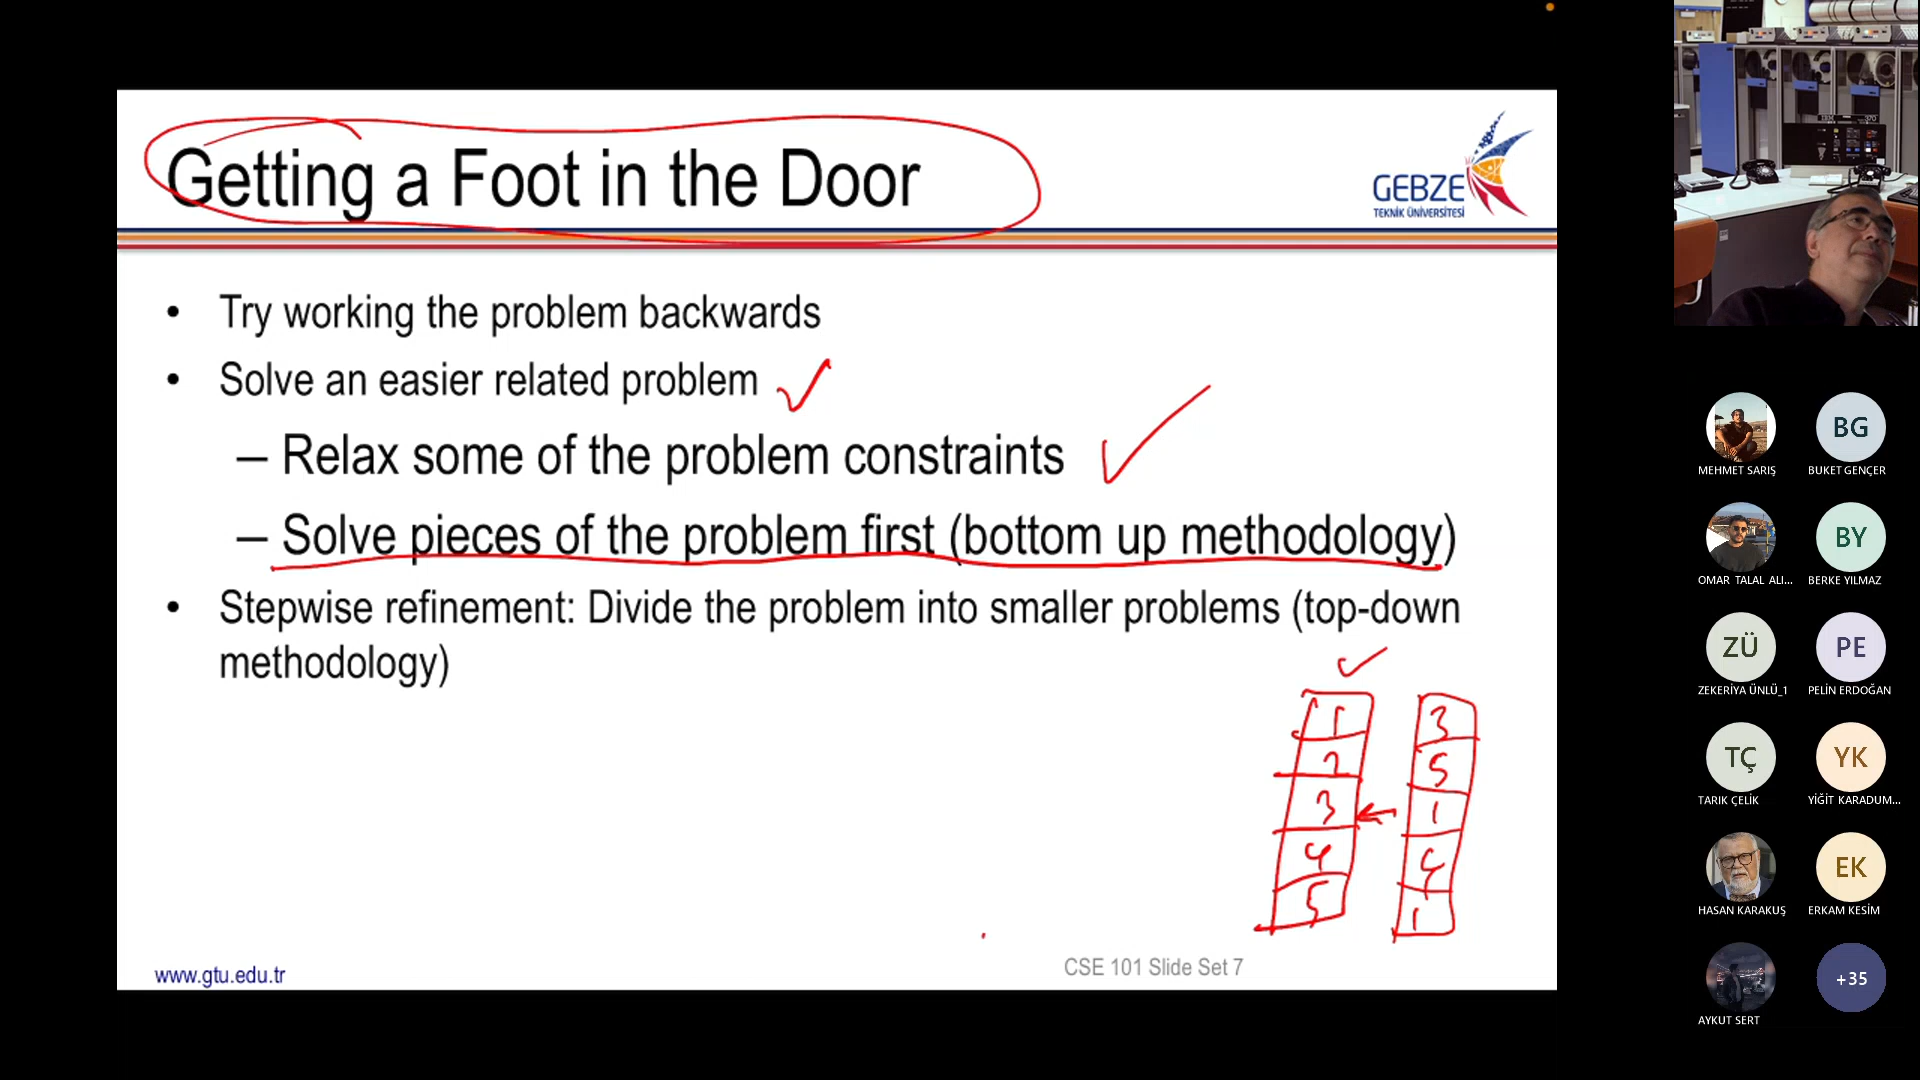 Getting a Foot in the Door
GEBZE
TEKNİK ÜNİVERSİTESİ
• Try working the problem backwards
• Solve an easier related problem
– Relax some of the problem constraints
– Solve pieces of the problem first (bottom up methodology)
• Stepwise refinement: Divide the problem into smaller problems (top-down
methodology)
1 3
2 5
3 1
4 4
5 1
www.gtu.edu.tr
CSE 101 Slide Set 7
MEHMET SARIŞ
BG
BUKET GENÇER
OMAR TALAL ALI...
BY
BERKE YILMAZ
ZÜ
ZEKERİYA ÜNLÜ_1
PE
PELİN ERDOĞAN
TÇ
TARIK ÇELİK
YK
YİĞİT KARADUM...
HASAN KARAKUŞ
EK
ERKAM KESİM
AYKUT SERT
+35